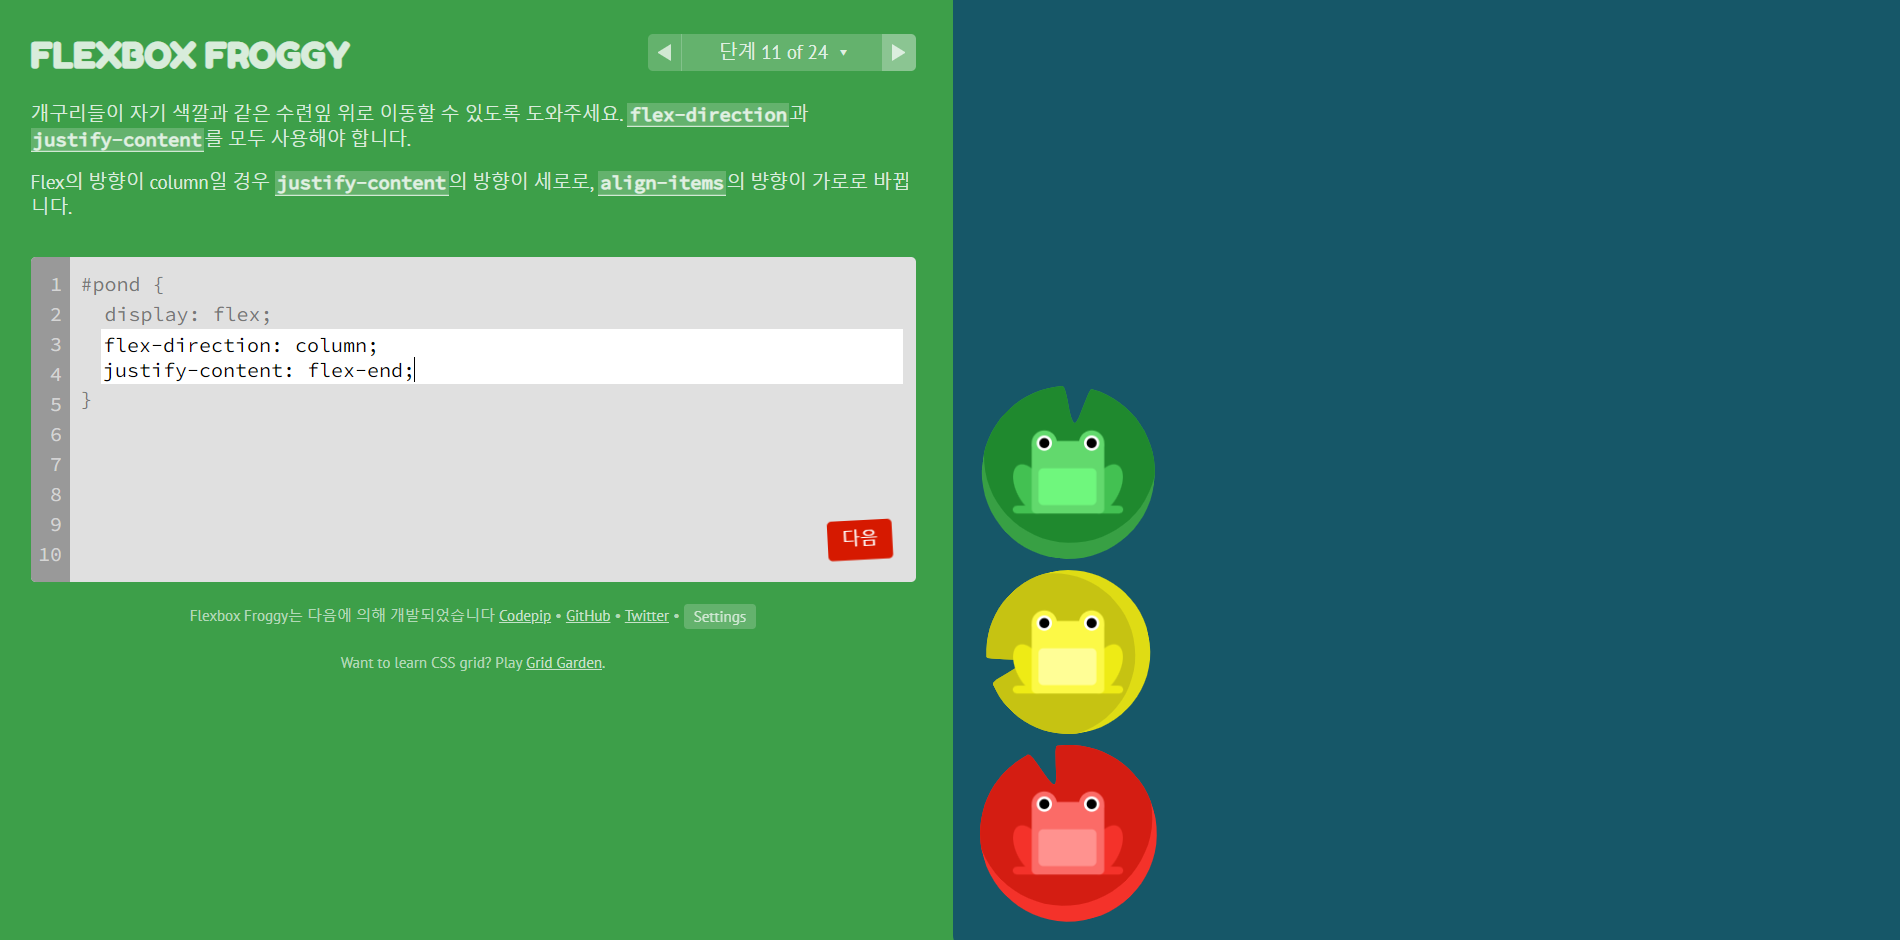 FLEXBOX FROGGY
◀ 단계 11 of 24 ▼ ▶
개구리들이 자기 색깔과 같은 수련잎 위로 이동할 수 있도록 도와주세요. flex-direction과
justify-content를 모두 사용해야 합니다.
Flex의 방향이 column일 경우 justify-content의 방향이 세로로, align-items의 뱡향이 가로로 바뀝
니다.
1 #pond {
2 display: flex;
3 flex-direction: column;
4 justify-content: flex-end;
5 }
6
7
8
9
10
다음
Flexbox Froggy는 다음에 의해 개발되었습니다 Codepip • GitHub • Twitter • Settings
Want to learn CSS grid? Play Grid Garden.